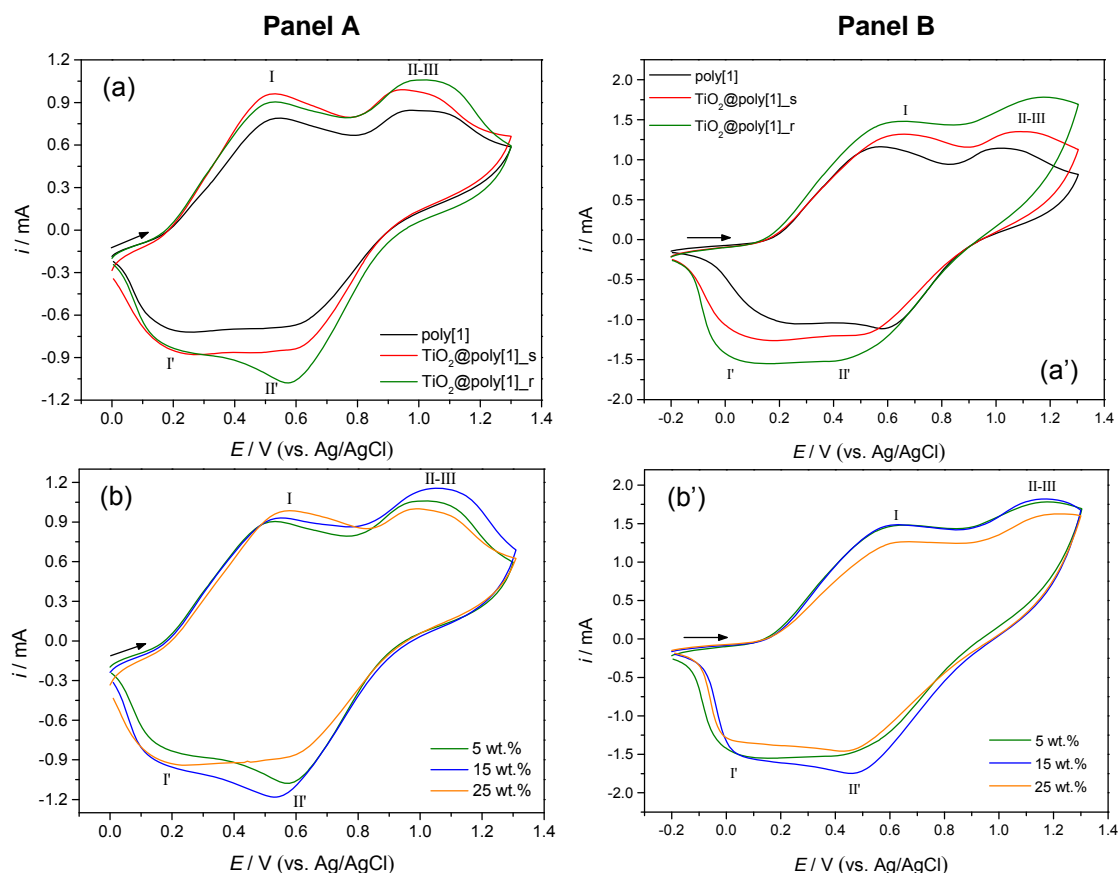 Panel A
Panel B
(a)
I
II-III
1.2
0.9
0.6
0.3
0.0
-0.3
-0.6
-0.9
-1.2
i / mA
I'
II'
poly[1]
TiO2@poly[1]_s
TiO2@poly[1]_r
0.0 0.2 0.4 0.6 0.8 1.0 1.2 1.4
E / V (vs. Ag/AgCl)
poly[1]
TiO2@poly[1]_s
TiO2@poly[1]_r
I
II-III
2.0
1.5
1.0
0.5
0.0
-0.5
-1.0
-1.5
-2.0
i / mA
I'
II'
(a')
-0.2 0.0 0.2 0.4 0.6 0.8 1.0 1.2 1.4
E / V (vs. Ag/AgCl)
(b)
I
II-III
1.2
0.9
0.6
0.3
0.0
-0.3
-0.6
-0.9
-1.2
i / mA
I'
II'
5 wt.%
15 wt.%
25 wt.%
0.0 0.2 0.4 0.6 0.8 1.0 1.2 1.4
E / V (vs. Ag/AgCl)
(b')
I
II-III
2.0
1.5
1.0
0.5
0.0
-0.5
-1.0
-1.5
-2.0
i / mA
I'
II'
5 wt.%
15 wt.%
25 wt.%
-0.2 0.0 0.2 0.4 0.6 0.8 1.0 1.2 1.4
E / V (vs. Ag/AgCl)